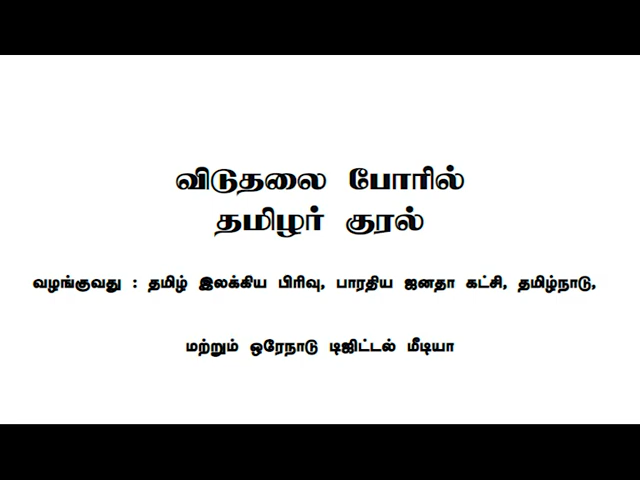 விடுதலை போரில்
தமிழர் குரல்
வழங்குவது : தமிழ் இலக்கிய பிரிவு, பாரதிய ஜனதா கட்சி, தமிழ்நாடு,
மற்றும் ஒரேநாடு டிஜிட்டல் மீடியா